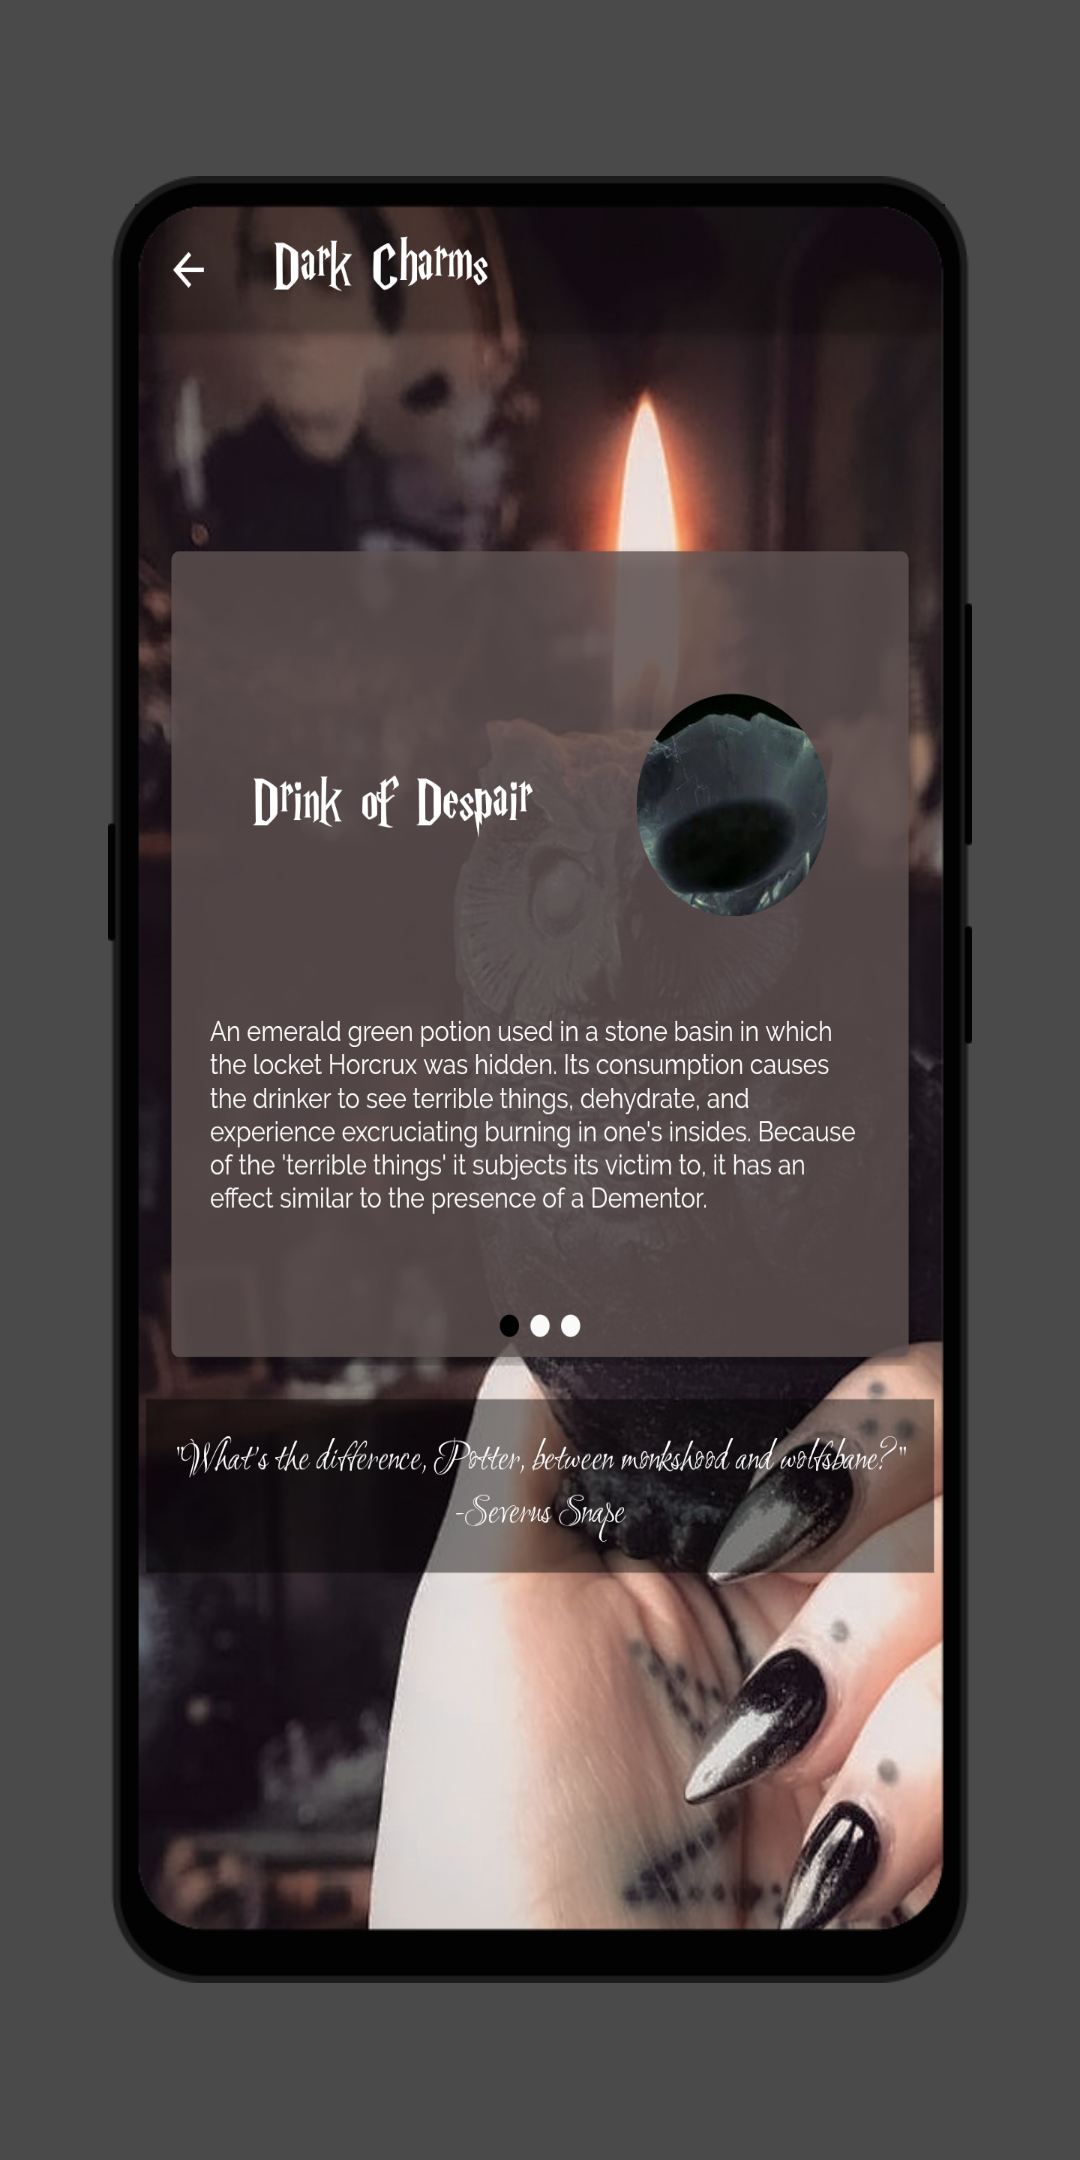 Dark Charms
Drink of Despair
An emerald green potion used in a stone basin in which
the locket Horcrux was hidden. Its consumption causes
the drinker to see terrible things, dehydrate, and
experience excruciating burning in one's insides. Because
of the 'terrible things' it subjects its victim to, it has an
effect similar to the presence of a Dementor.
"What's the difference, Potter, between monkshood and wolfsbane?"
-Severus Snape